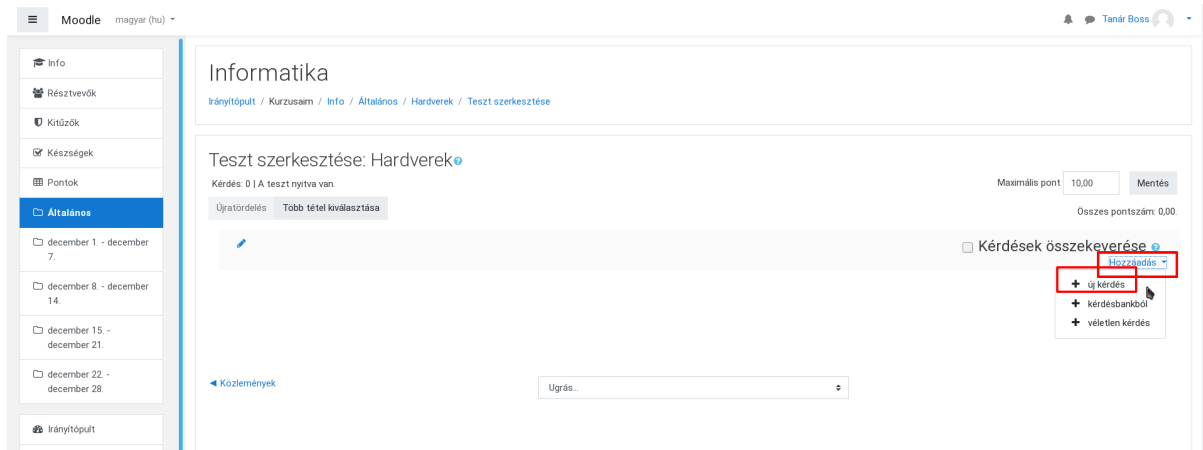 Moodle magyar (hu)
Tanár Boss
Info
Résztvevők
Kitűzők
Készségek
Pontok
Általános
december 1. - december
7.
december 8. - december
14.
december 15. -
december 21.
december 22. -
december 28.
Irányítópult
Informatika
Irányítópult / Kurzusaim / Info / Általános / Hardverek / Teszt szerkesztése
Teszt szerkesztése: Hardverek
Kérdés: 0 | A teszt nyitva van.
Maximális pont 10,00 Mentés
Újratördelés Több tétel kiválasztása
Összes pontszám: 0,00.
Kérdések összekeverése
Hozzáadás
új kérdés
kérdésbankból
véletlen kérdés
◄ Közlemények
Ugrás...